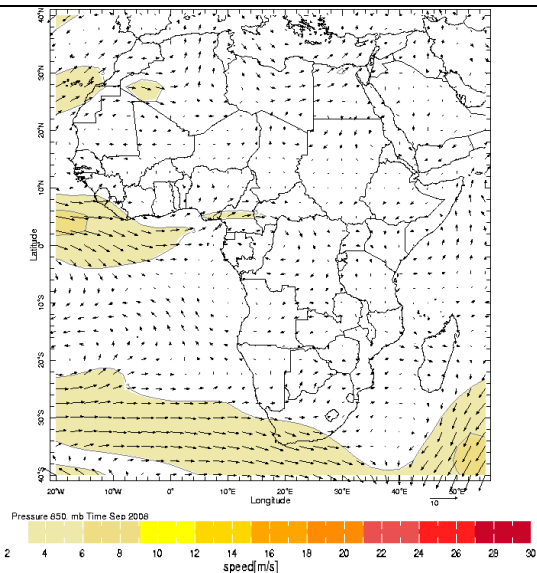 40°N
30°N
20°N
10°N
0°
10°S
20°S
30°S
40°S
Latitude
20°W 10°W 0° 10°E 20°E 30°E 40°E 50°E
Longitude
10
Pressure 850. mb Time Sep 2008
2 4 6 8 10 12 14 16 18 20 21 24 26 28 30
speed[m/s]